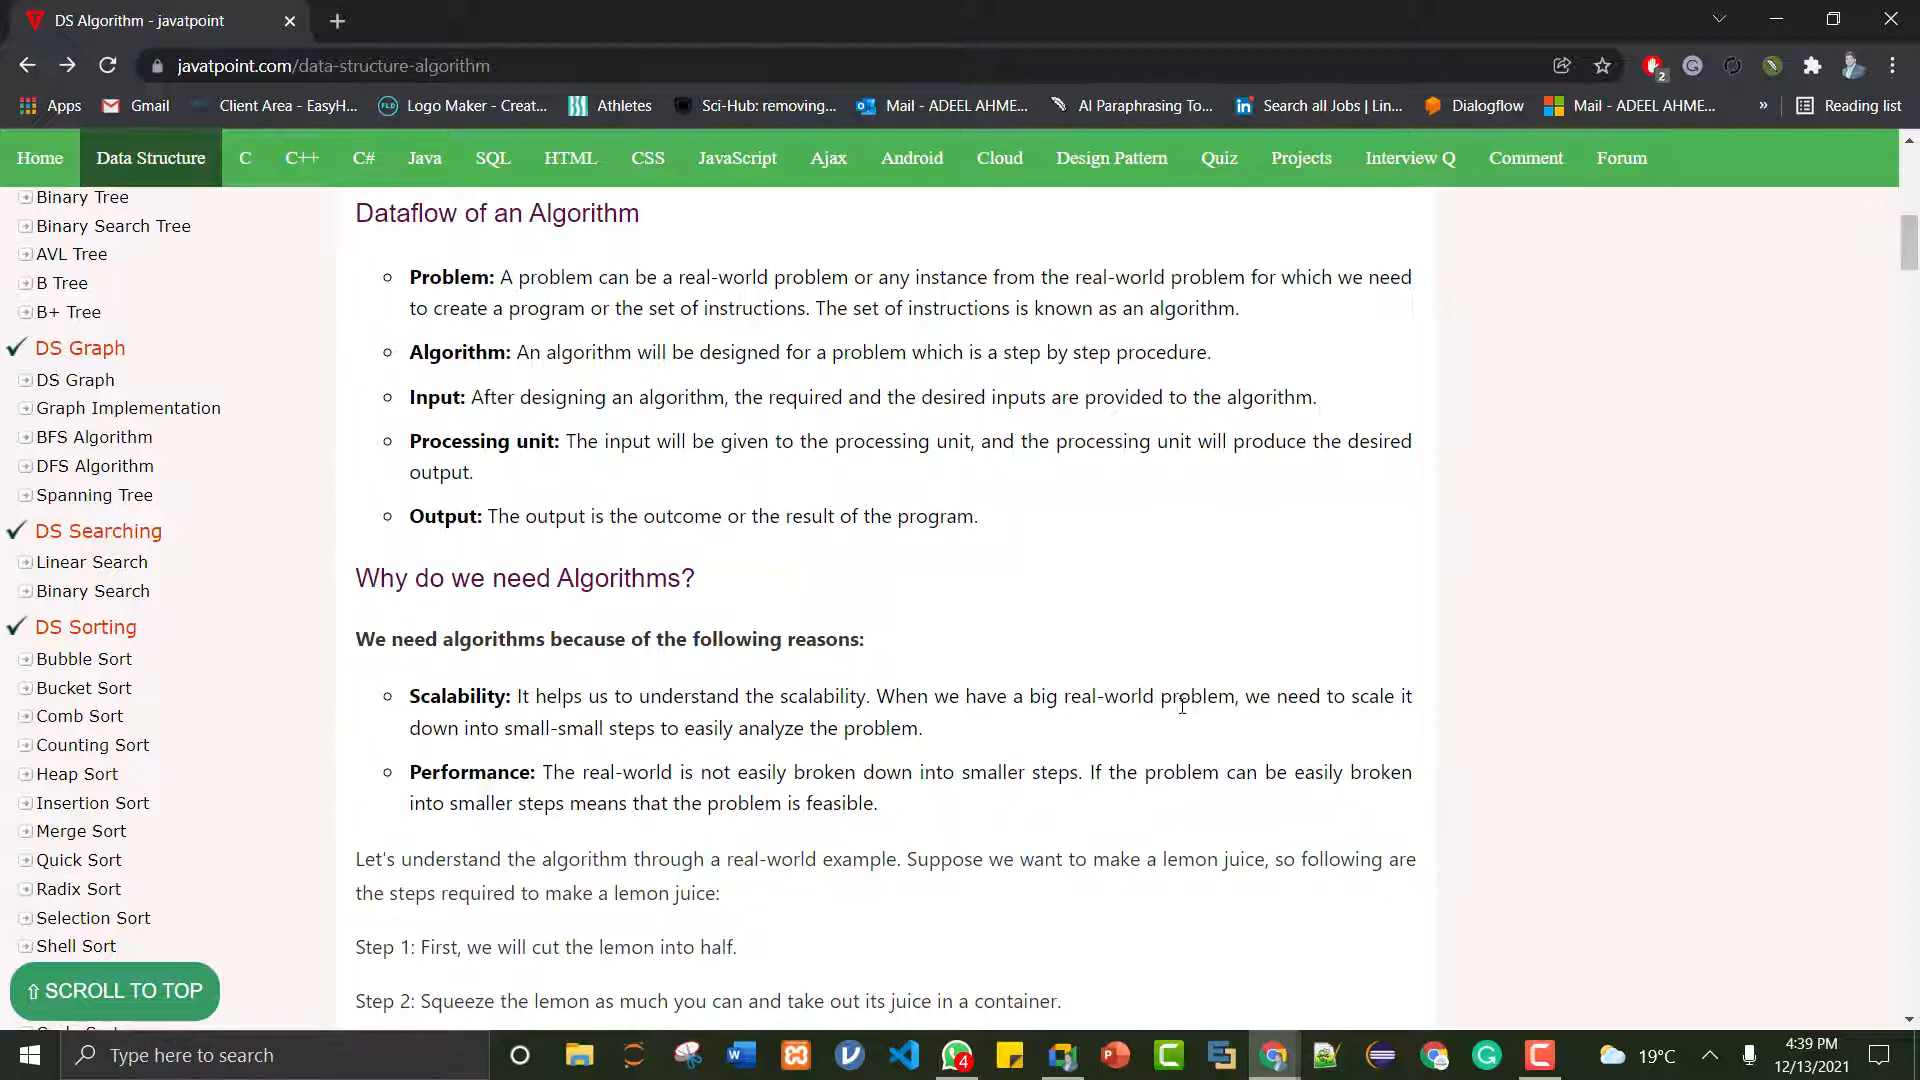 DS Algorithm - javatpoint
javatpoint.com/data-structure-algorithm
2
Apps Gmail Client Area - EasyH... Logo Maker - Creat... Athletes Sci-Hub: removing... Mail - ADEEL AHME... AI Paraphrasing To... Search all Jobs | Lin... Dialogflow Mail - ADEEL AHME... » Reading list
Home Data Structure C C++ C# Java SQL HTML CSS JavaScript Ajax Android Cloud Design Pattern Quiz Projects Interview Q Comment Forum
Binary Tree
Binary Search Tree
AVL Tree
B Tree
B+ Tree
DS Graph
DS Graph
Graph Implementation
BFS Algorithm
DFS Algorithm
Spanning Tree
DS Searching
Linear Search
Binary Search
DS Sorting
Bubble Sort
Bucket Sort
Comb Sort
Counting Sort
Heap Sort
Insertion Sort
Merge Sort
Quick Sort
Radix Sort
Selection Sort
Shell Sort
⇧ SCROLL TO TOP
Dataflow of an Algorithm
Problem: A problem can be a real-world problem or any instance from the real-world problem for which we need
to create a program or the set of instructions. The set of instructions is known as an algorithm.
Algorithm: An algorithm will be designed for a problem which is a step by step procedure.
Input: After designing an algorithm, the required and the desired inputs are provided to the algorithm.
Processing unit: The input will be given to the processing unit, and the processing unit will produce the desired
output.
Output: The output is the outcome or the result of the program.
Why do we need Algorithms?
We need algorithms because of the following reasons:
Scalability: It helps us to understand the scalability. When we have a big real-world problem, we need to scale it
down into small-small steps to easily analyze the problem.
Performance: The real-world is not easily broken down into smaller steps. If the problem can be easily broken
into smaller steps means that the problem is feasible.
Let's understand the algorithm through a real-world example. Suppose we want to make a lemon juice, so following are
the steps required to make a lemon juice:
Step 1: First, we will cut the lemon into half.
Step 2: Squeeze the lemon as much you can and take out its juice in a container.
Type here to search
4
19°C
4:39 PM
12/13/2021